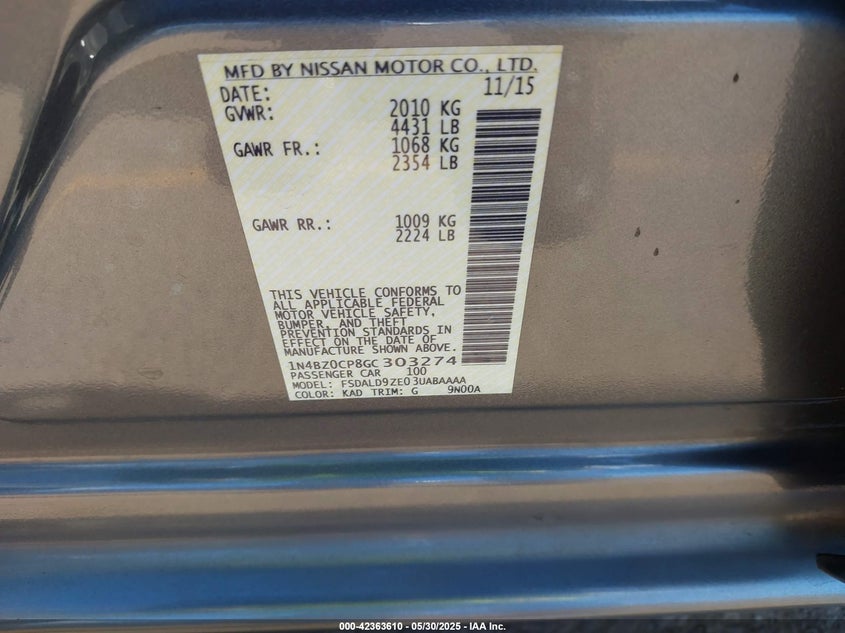 MFD BY NISSAN MOTOR CO., LTD.
DATE: 11/15
GVWR: 2010 KG
4431 LB
GAWR FR.: 1068 KG
2354 LB
GAWR RR.: 1009 KG
2224 LB
THIS VEHICLE CONFORMS TO
ALL APPLICABLE FEDERAL
MOTOR VEHICLE SAFETY,
BUMPER, AND THEFT
PREVENTION STANDARDS IN
EFFECT ON THE DATE OF
MANUFACTURE SHOWN ABOVE.
1N4BZ0CP8GC303274
PASSENGER CAR 100
MODEL: FSDALD9ZE03UABAAAA
COLOR: KAD TRIM: G 9N00A
000-42363610 - 05/30/2025 - IAA Inc.